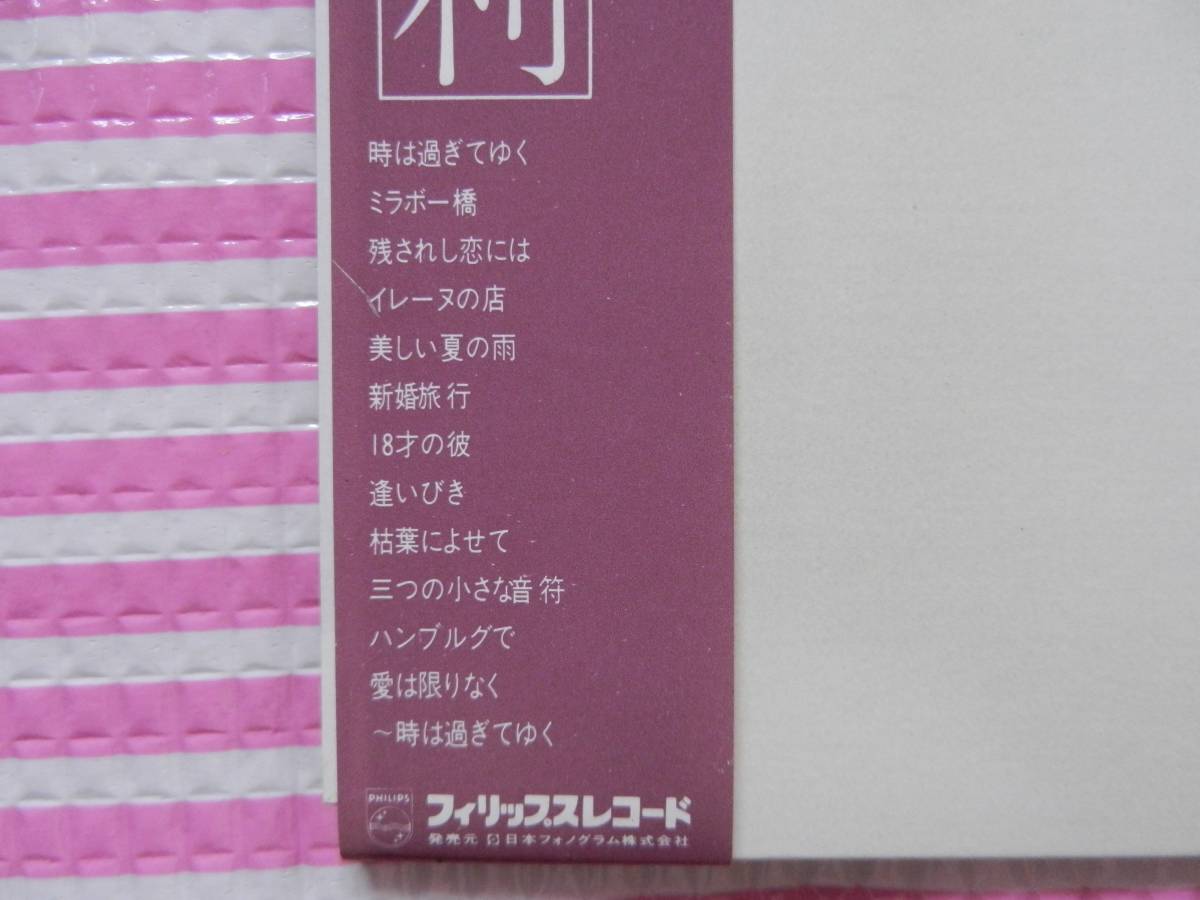 時は過ぎてゆく
ミラボー橋
残されし恋には
イレーヌの店
美しい夏の雨
新婚旅行
18才の彼
逢いびき
枯葉によせて
三つの小さな音符
ハンブルグで
愛は限りなく
〜時は過ぎてゆく
PHILIPS
フィリップスレコード
発売元 日本フォノグラム株式会社